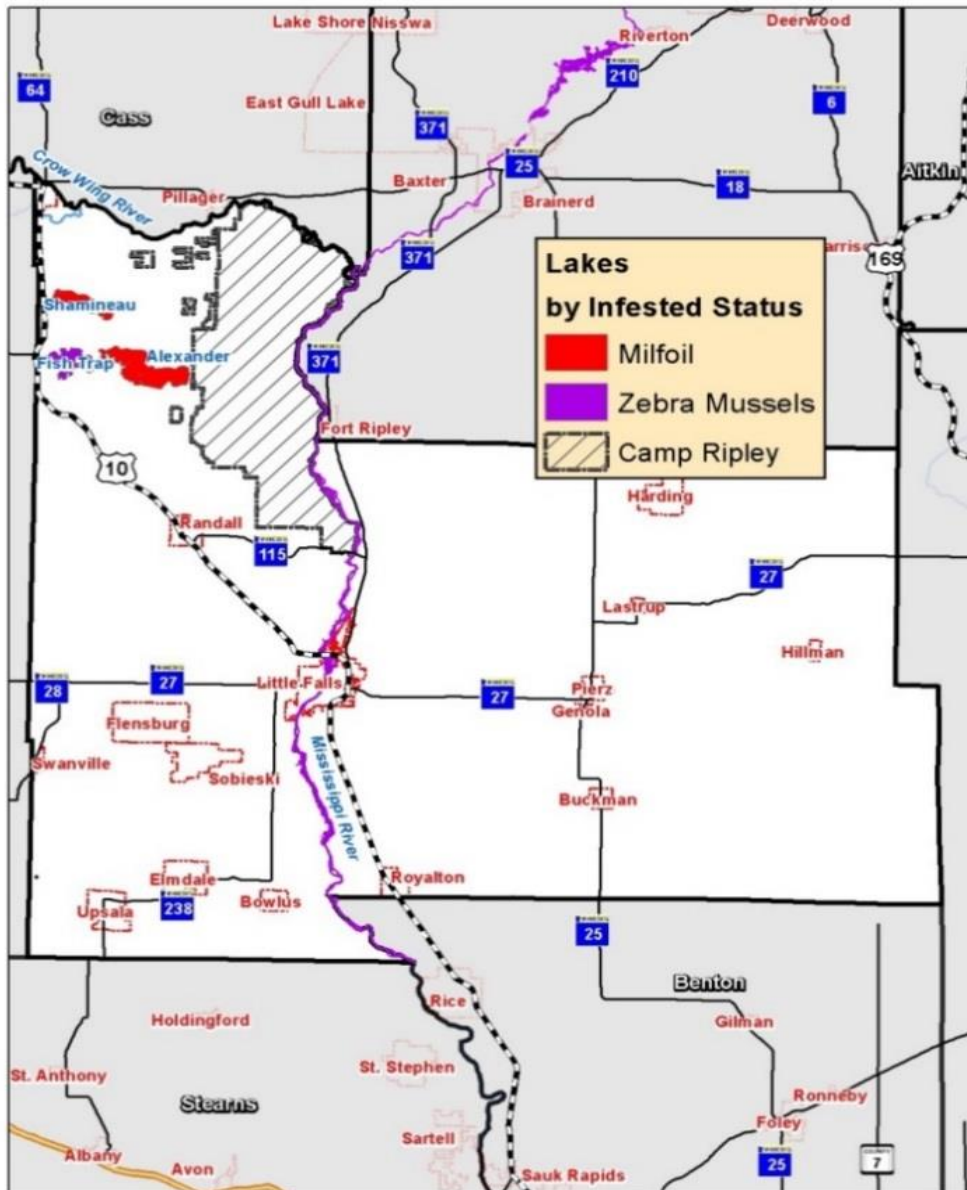 Lake Shore Nisswa
Deerwood
Riverton
210
64
6
Cass
East Gull Lake
371
25
Aitkin
Crow Wing River
Baxter
18
Pillager
Brainerd
371
169
Lakes
by Infested Status
Milfoil
Zebra Mussels
Camp Ripley
Shamineau
Fish Trap
Alexander
371
Fort Ripley
10
Harding
Randall
115
27
Lastrup
Hillman
28
27
Little Falls
27
Pierz
Genola
Flensburg
Swanville
Sobieski
Mississippi River
Buckman
Elmdale
Royalton
Upsala
238
Bowlus
25
Benton
Rice
Holdingford
Gilman
St. Anthony
St. Stephen
Ronneby
Stearns
Foley
Sartell
Albany
Avon
25
COUNTY
7
Sauk Rapids